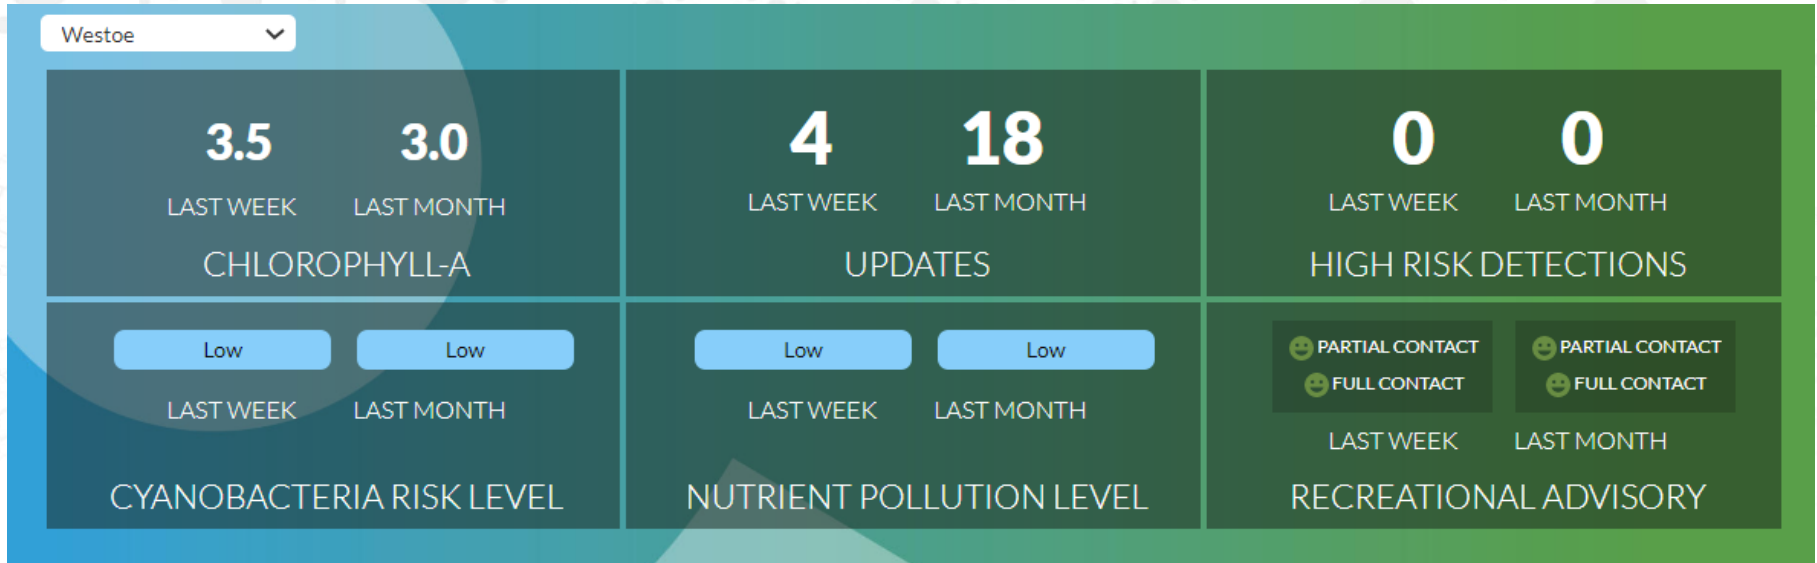 Westoe
3.5 3.0
LAST WEEK LAST MONTH
CHLOROPHYLL-A
4 18
LAST WEEK LAST MONTH
UPDATES
0 0
LAST WEEK LAST MONTH
HIGH RISK DETECTIONS
Low Low
LAST WEEK LAST MONTH
CYANOBACTERIA RISK LEVEL
Low Low
LAST WEEK LAST MONTH
NUTRIENT POLLUTION LEVEL
PARTIAL CONTACT PARTIAL CONTACT
FULL CONTACT FULL CONTACT
LAST WEEK LAST MONTH
RECREATIONAL ADVISORY